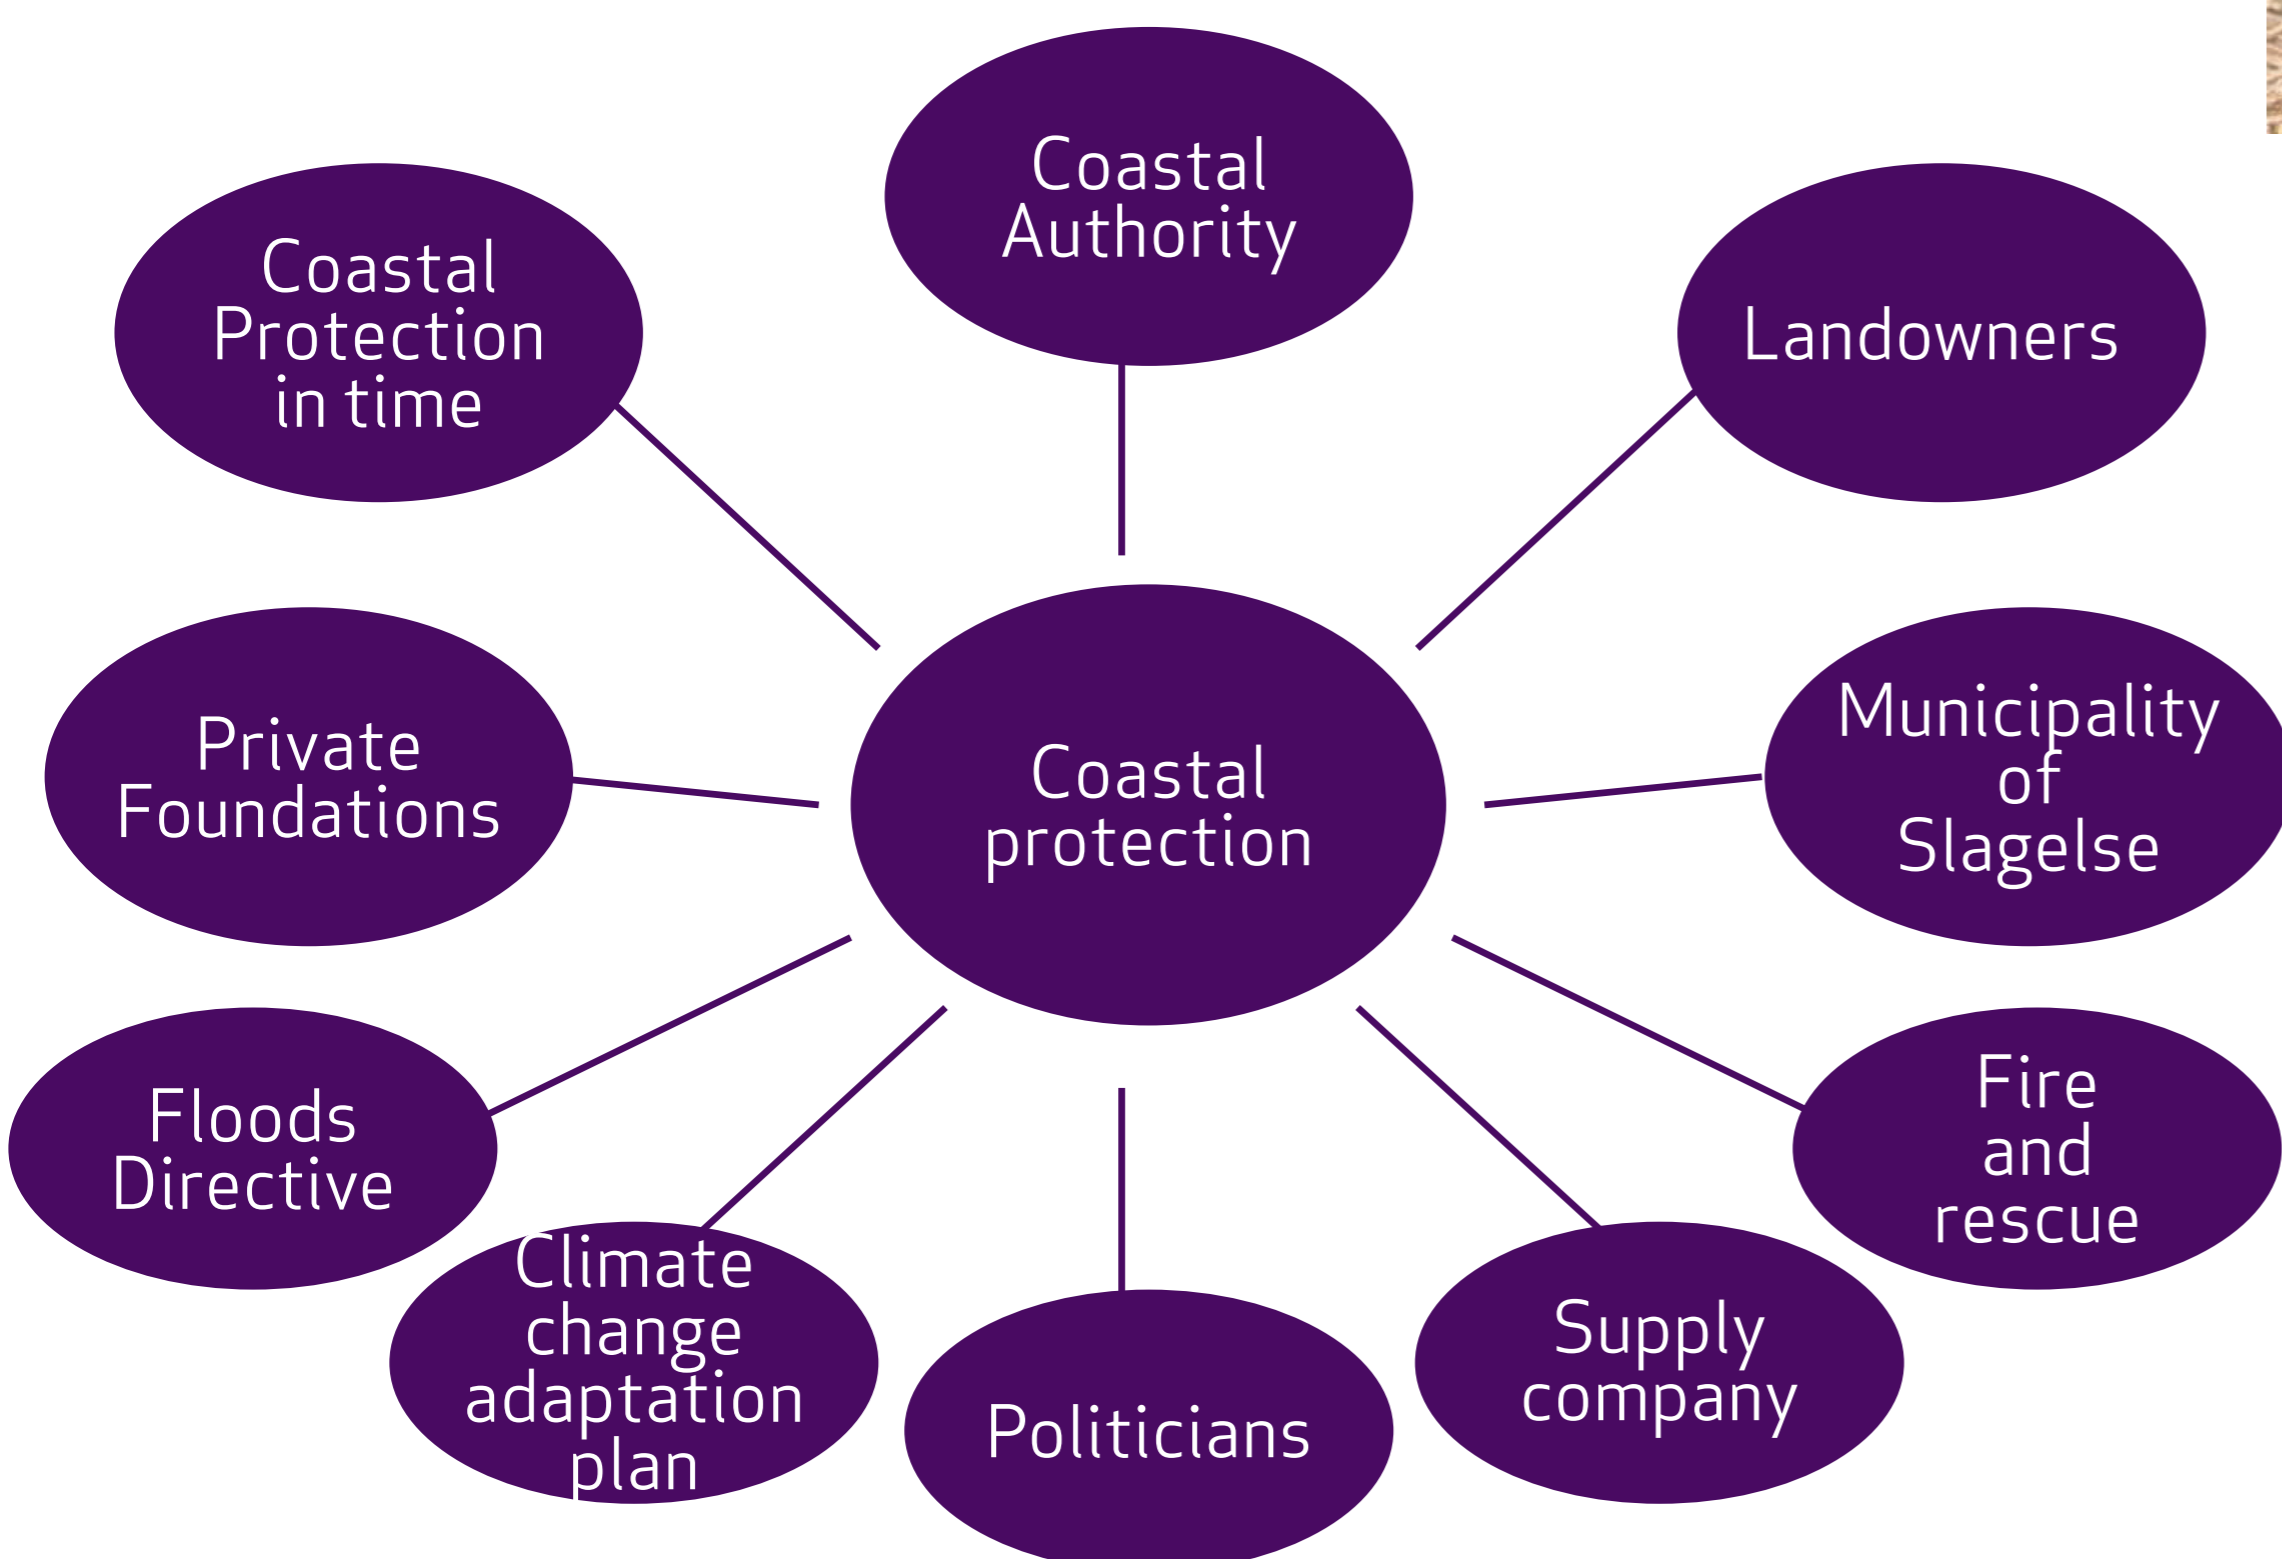 Coastal
Authority
Coastal
Protection
in time
Landowners
Private
Foundations
Coastal
protection
Municipality
of
Slagelse
Floods
Directive
Fire
and
rescue
Climate
change
adaptation
plan
Politicians
Supply
company